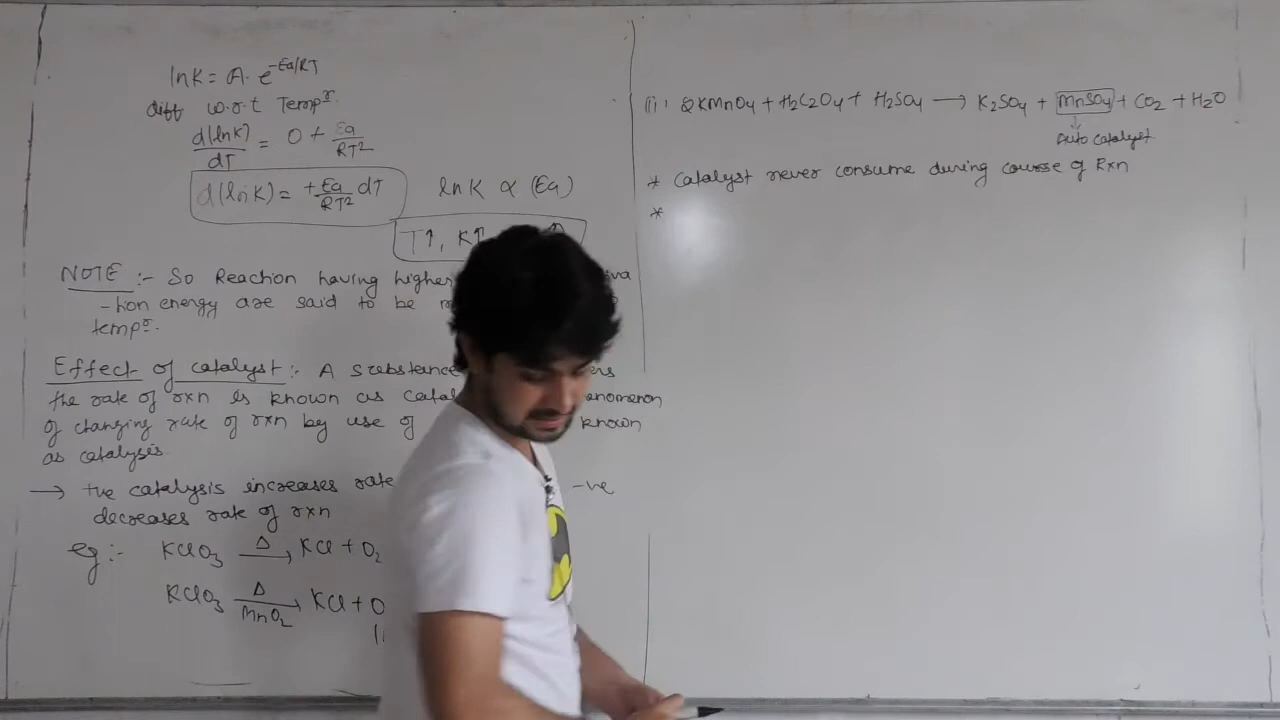 lnK = A · e^-Ea/RT
diff w.o.t Tempr.
d(lnK)/dT = 0 + Ea/RT²
d(lnK) = +Ea/RT² dT
lnK ∝ (Ea)
T↑, K↑
NOTE :- So Reaction having higher
-tion energy are said to be
tempr.
Effect of catalyst :- A substance
the rate of rxn is known as
of changing rate of rxn by use of known
as catalysis
→ +ve catalysis increases rate -ve
decreases rate of rxn
eg :- KClO3 —Δ→ KCl + O2
KClO3 —Δ/MnO2→ KCl + O
KMnO4 + H2C2O4 + H2SO4 → K2SO4 + MnSO4 + CO2 + H2O
Auto catalyst
* Catalyst never consume during course of Rxn
*